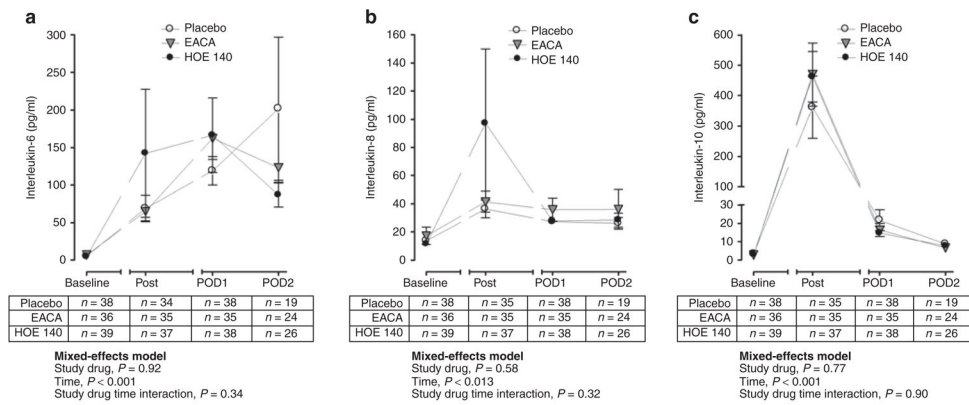 a
Placebo
EACA
HOE 140
300
250
200
150
100
50
0
Interleukin-6 (pg/ml)
Baseline Post POD1 POD2
Placebo n = 38 n = 34 n = 38 n = 19
EACA n = 36 n = 35 n = 35 n = 24
HOE 140 n = 39 n = 37 n = 38 n = 26
Mixed-effects model
Study drug, P = 0.92
Time, P < 0.001
Study drug time interaction, P = 0.34
b
Placebo
EACA
HOE 140
160
140
120
100
80
60
40
20
0
Interleukin-8 (pg/ml)
Baseline Post POD1 POD2
Placebo n = 38 n = 35 n = 38 n = 19
EACA n = 36 n = 35 n = 35 n = 24
HOE 140 n = 39 n = 37 n = 38 n = 26
Mixed-effects model
Study drug, P = 0.58
Time, P < 0.013
Study drug time interaction, P = 0.32
c
Placebo
EACA
HOE 140
600
500
400
300
200
100
30
20
10
0
Interleukin-10 (pg/ml)
Baseline Post POD1 POD2
Placebo n = 38 n = 35 n = 38 n = 19
EACA n = 36 n = 35 n = 35 n = 24
HOE 140 n = 39 n = 37 n = 38 n = 26
Mixed-effects model
Study drug, P = 0.77
Time, P < 0.001
Study drug time interaction, P = 0.90